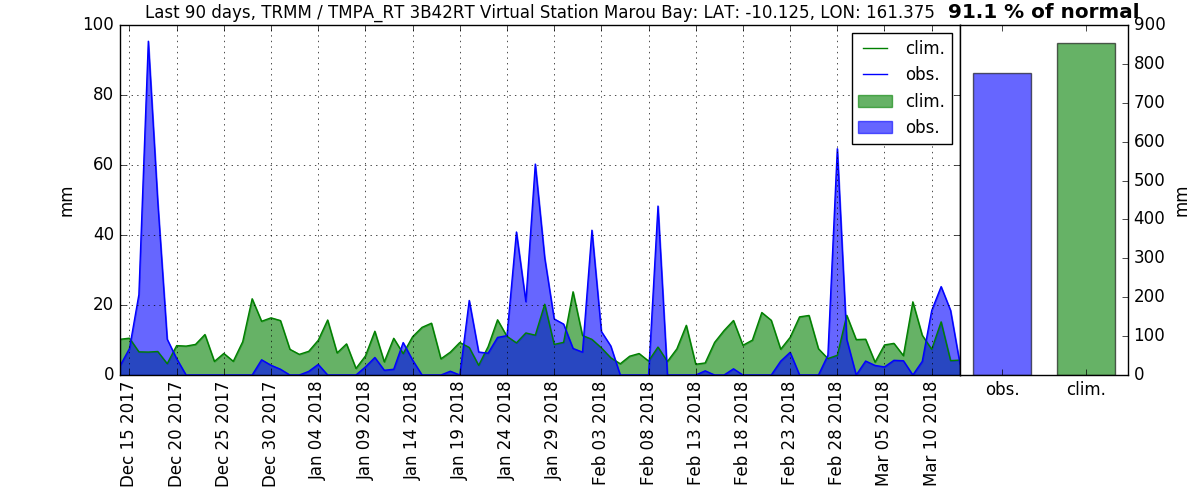 Last 90 days, TRMM / TMPA_RT 3B42RT Virtual Station Marou Bay: LAT: -10.125, LON: 161.375 91.1 % of normal
100
80
60
40
20
0
mm
clim.
obs.
clim.
obs.
900
800
700
600
500
400
300
200
100
0
mm
Dec 15 2017
Dec 20 2017
Dec 25 2017
Dec 30 2017
Jan 04 2018
Jan 09 2018
Jan 14 2018
Jan 19 2018
Jan 24 2018
Jan 29 2018
Feb 03 2018
Feb 08 2018
Feb 13 2018
Feb 18 2018
Feb 23 2018
Feb 28 2018
Mar 05 2018
Mar 10 2018
obs.
clim.